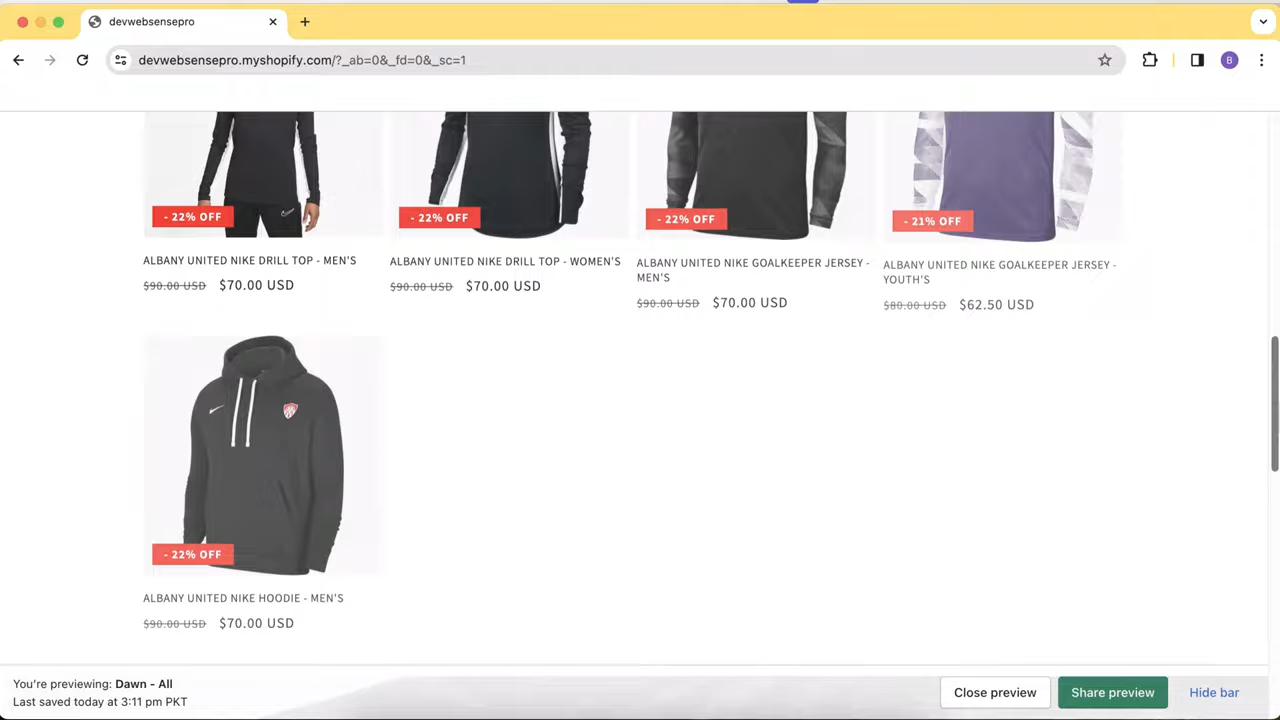 devwebsensepro
devwebsensepro.myshopify.com/?_ab=0&_fd=0&_sc=1
B
- 22% OFF
- 22% OFF
- 22% OFF
- 21% OFF
ALBANY UNITED NIKE DRILL TOP - MEN'S
$90.00 USD $70.00 USD
ALBANY UNITED NIKE DRILL TOP - WOMEN'S
$90.00 USD $70.00 USD
ALBANY UNITED NIKE GOALKEEPER JERSEY -
MEN'S
$90.00 USD $70.00 USD
ALBANY UNITED NIKE GOALKEEPER JERSEY -
YOUTH'S
$80.00 USD $62.50 USD
- 22% OFF
ALBANY UNITED NIKE HOODIE - MEN'S
$90.00 USD $70.00 USD
You're previewing: Dawn - All
Last saved today at 3:11 pm PKT
Close preview
Share preview
Hide bar